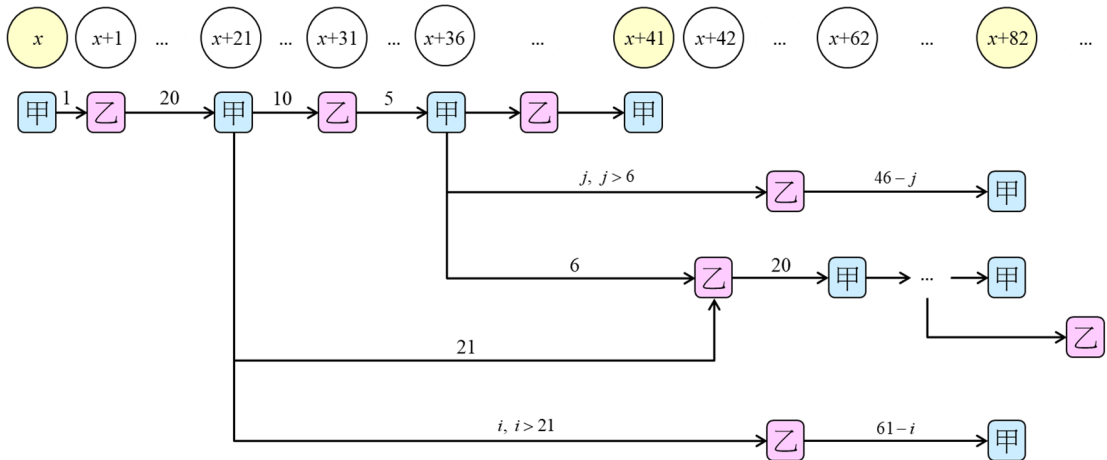 x x+1 ... x+21 ... x+31 ... x+36 ... x+41 x+42 ... x+62 ... x+82 ...
甲 1 乙 20 甲 10 乙 5 甲 乙 甲
j, j>6 乙 46-j 甲
6 乙 20 甲 ... 甲
乙
21
i, i>21 乙 61-i 甲